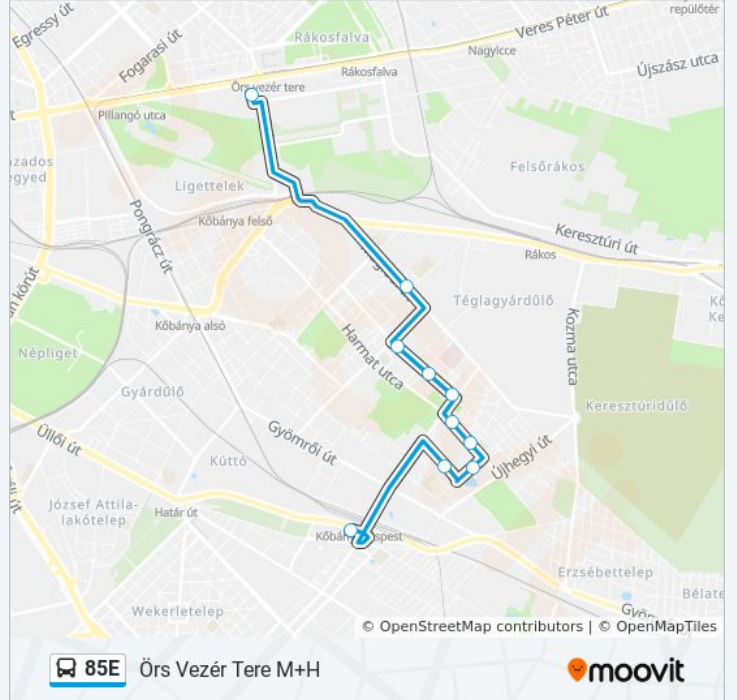 repülőtér
Veres Péter út
Egressy út
Rákosfalva
Fogarasi út
Nagyicce
Újszász utca
Rákosfalva
Örs vezér tere
Pillangó utca
Felsőrákos
Ligettelek
Kőbánya felső
Pongrácz út
Keresztúri út
Rákos
Téglagyárdűlő
Kőbánya alsó
Harmat utca
Kozma utca
Népliget
Gyárdűlő
Keresztúridűlő
Gyömrői út
Üllői út
Újhegyi út
Kúttó
József Attila-
lakótelep
Határ út
Erzsébettelep
Wekerletelep
© OpenStreetMap contributors | © OpenMapTiles
85E Örs Vezér Tere M+H
moovit